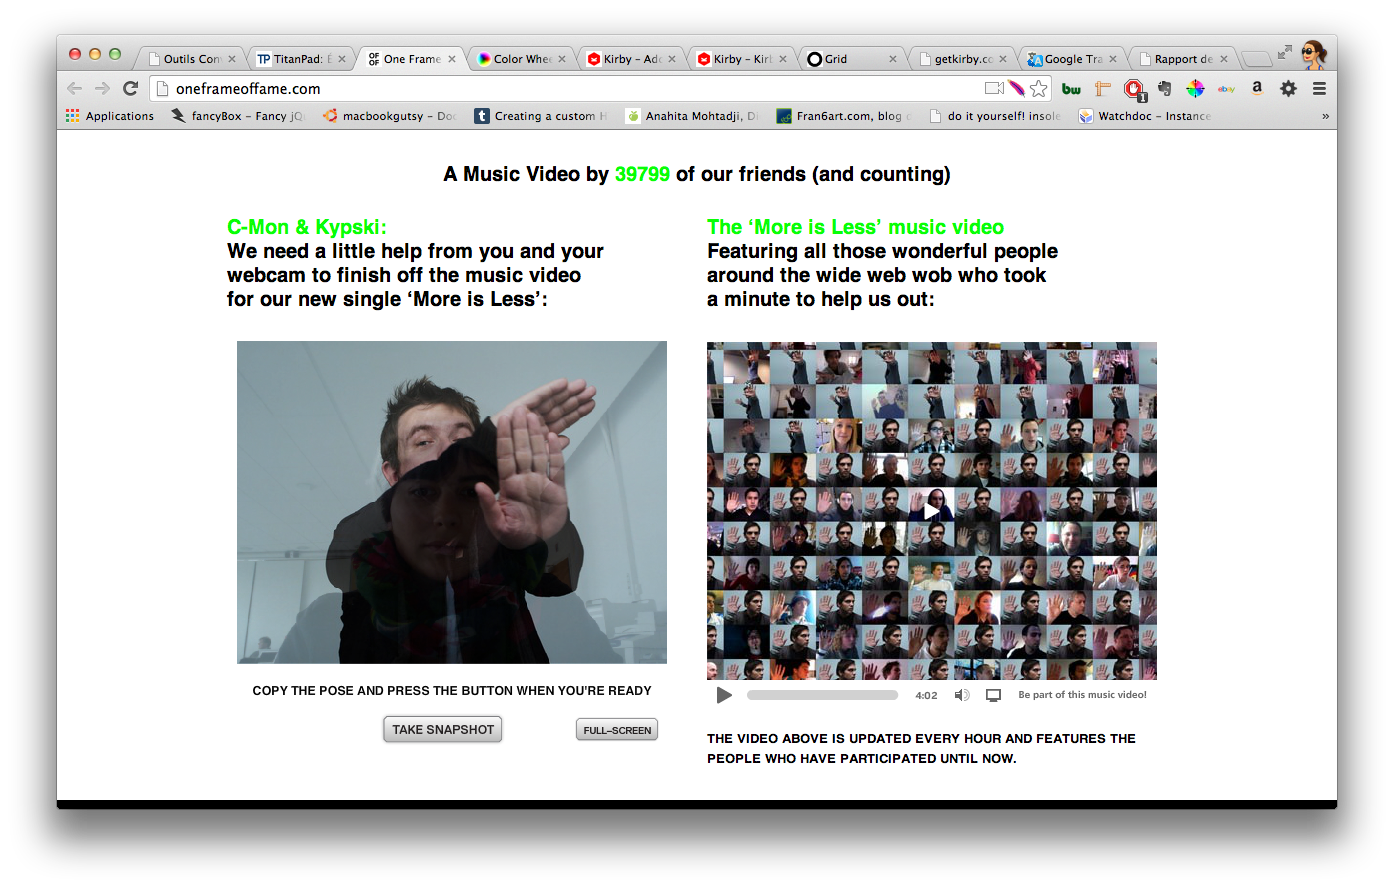 Outils Con
TitanPad: E
OF
OF
One Frame
Color Whee
Kirby – Add
Kirby – Kirb
Grid
getkirby.co
Google Tra
Rapport de
oneframeoffame.com
bw
1
ebay
a
Applications
fancyBox – Fancy jQ
macbookgutsy – Doc
Creating a custom H
Anahita Mohtadji, Di
Fran6art.com, blog d
do it yourself! insole
Watchdoc – Instance
»
A Music Video by 39799 of our friends (and counting)
C-Mon & Kypski:
We need a little help from you and your
webcam to finish off the music video
for our new single ‘More is Less’:
The ‘More is Less’ music video
Featuring all those wonderful people
around the wide web wob who took
a minute to help us out:
COPY THE POSE AND PRESS THE BUTTON WHEN YOU'RE READY
TAKE SNAPSHOT
FULL–SCREEN
4:02
Be part of this music video!
THE VIDEO ABOVE IS UPDATED EVERY HOUR AND FEATURES THE
PEOPLE WHO HAVE PARTICIPATED UNTIL NOW.